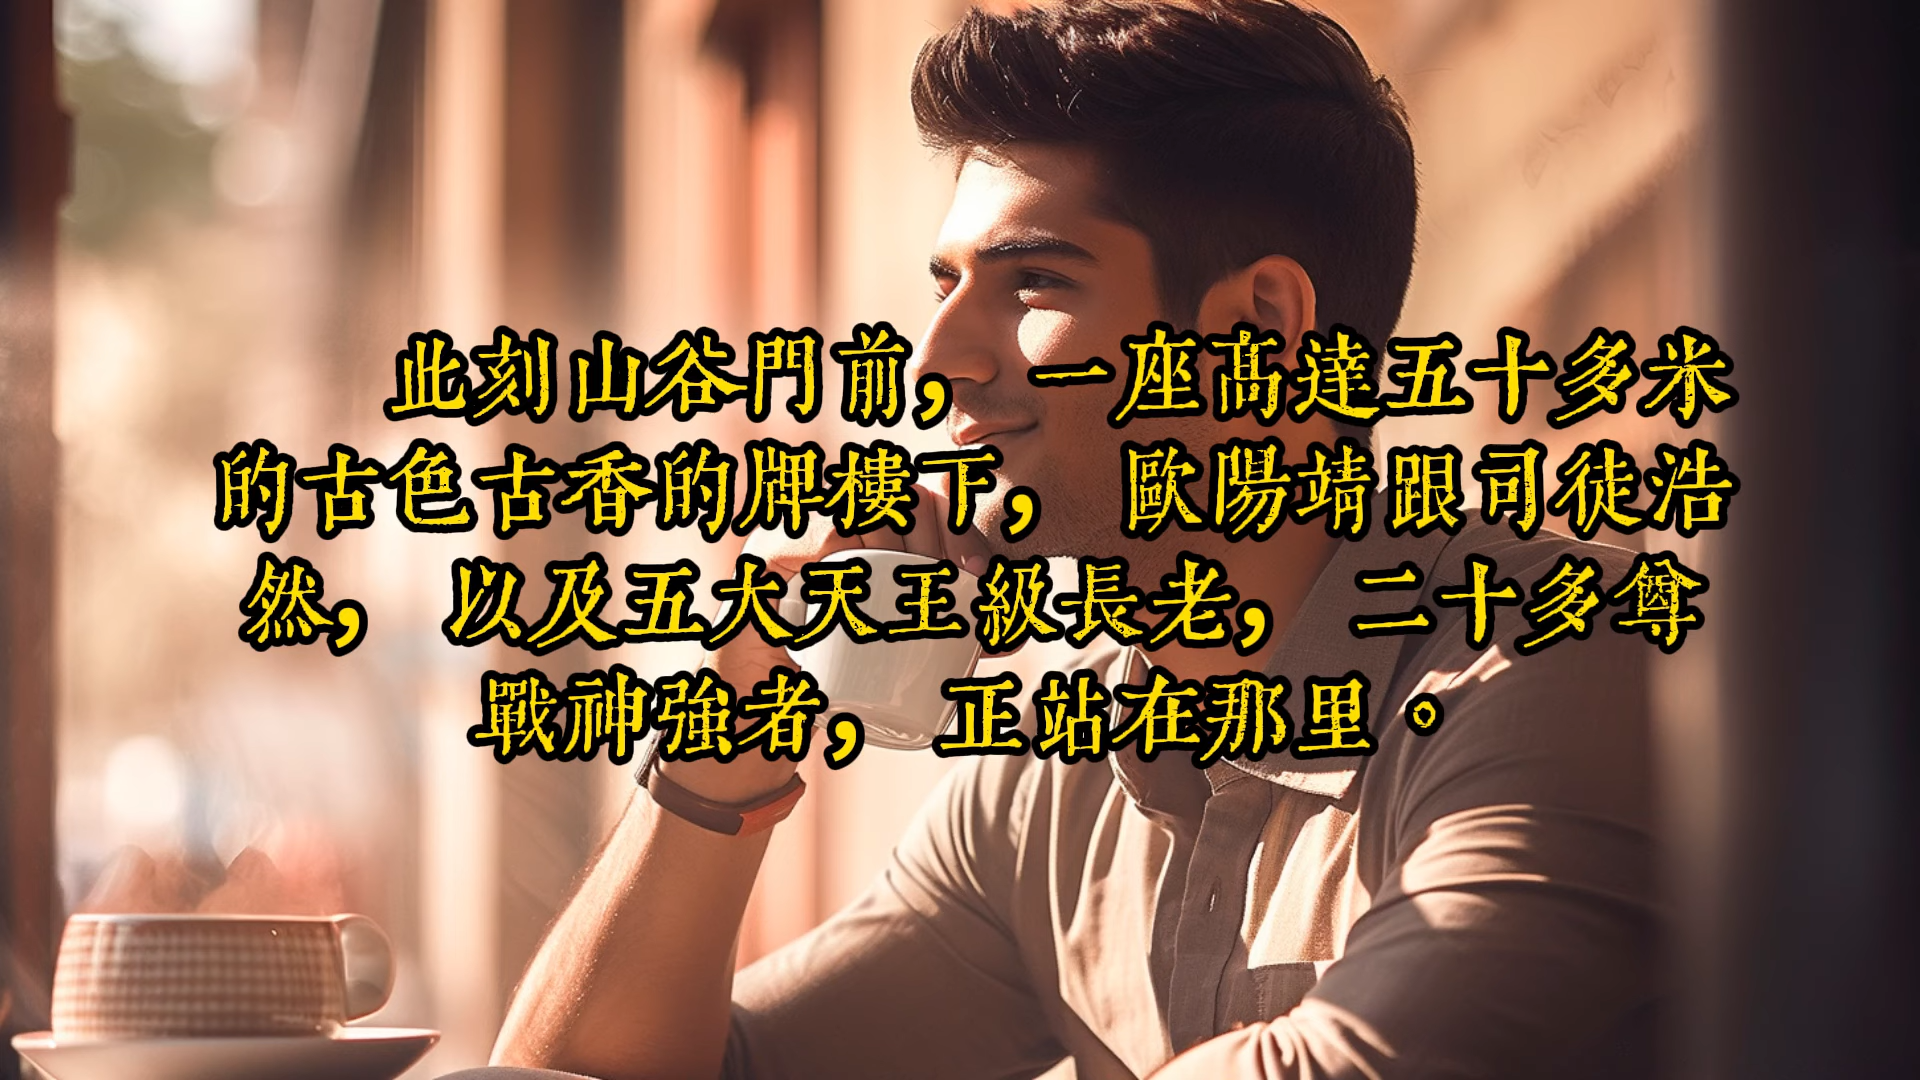 此刻山谷門前，一座高達五十多米
的古色古香的牌樓下，歐陽靖跟司徒浩
然，以及五大天王級長老，二十多尊
戰神強者，正站在那里。